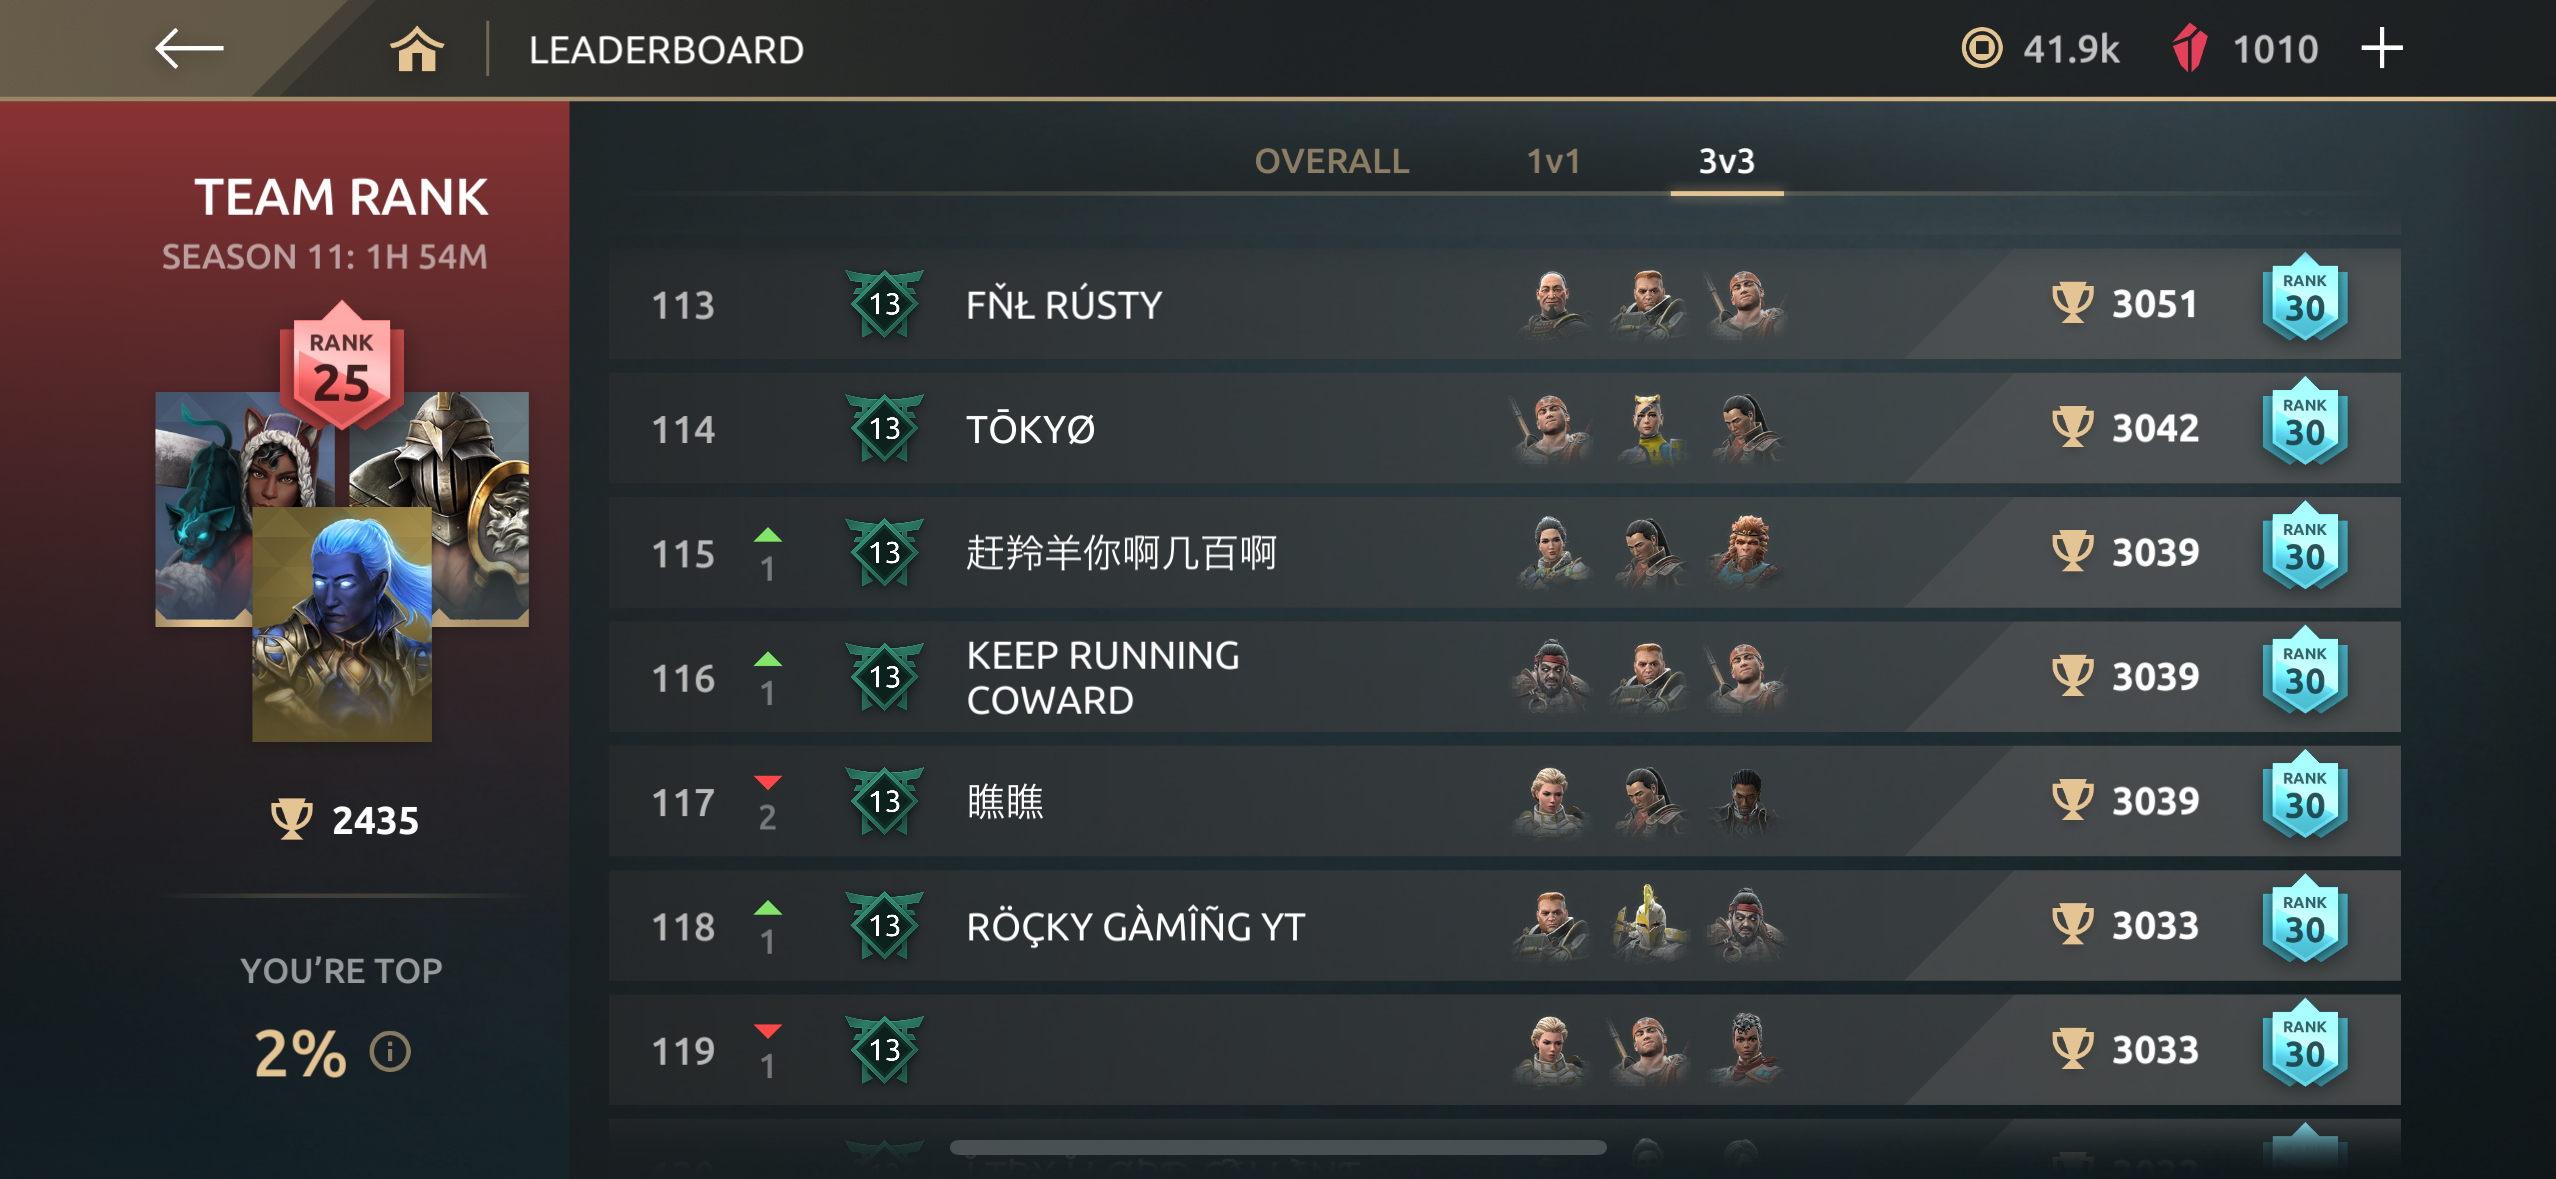 LEADERBOARD
41.9k
1010
TEAM RANK
SEASON 11: 1H 54M
RANK
25
2435
YOU'RE TOP
2%
OVERALL 1v1 3v3
113 13 FŇŁ RÚSTY 3051 RANK 30
114 13 TŌKYØ 3042 RANK 30
115 1 13 赶羚羊你啊几百啊 3039 RANK 30
116 1 13 KEEP RUNNING
COWARD 3039 RANK 30
117 2 13 瞧瞧 3039 RANK 30
118 1 13 RÖÇKY GÀMÎÑG YT 3033 RANK 30
119 1 13 3033 RANK 30